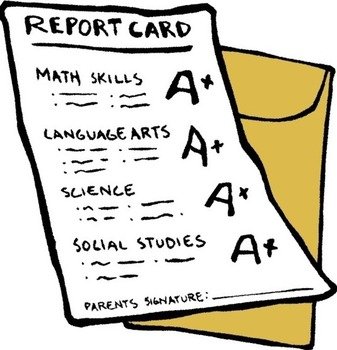 REPORT CARD
MATH SKILLS A+
LANGUAGE ARTS A+
SCIENCE A+
SOCIAL STUDIES A+
PARENTS SIGNATURE: